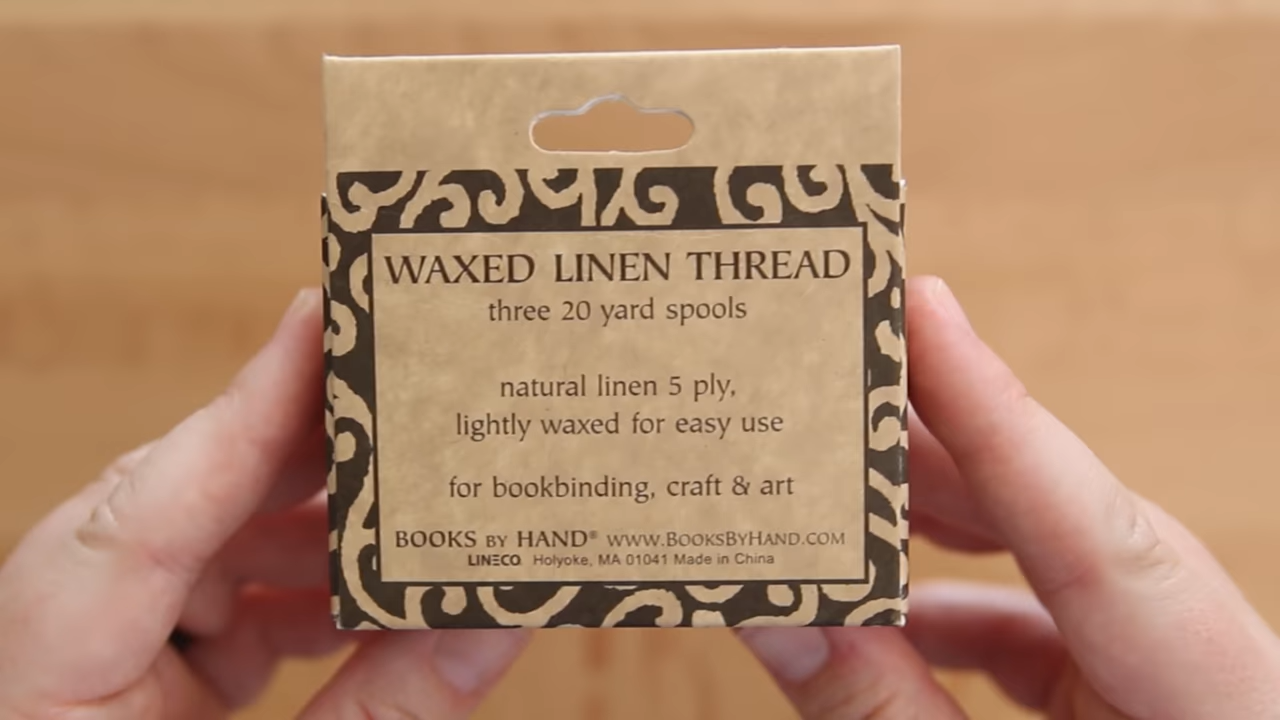 WAXED LINEN THREAD
three 20 yard spools
natural linen 5 ply,
lightly waxed for easy use
for bookbinding, craft & art
BOOKS BY HAND® WWW.BOOKSBYHAND.COM
LINECO Holyoke, MA 01041 Made in China